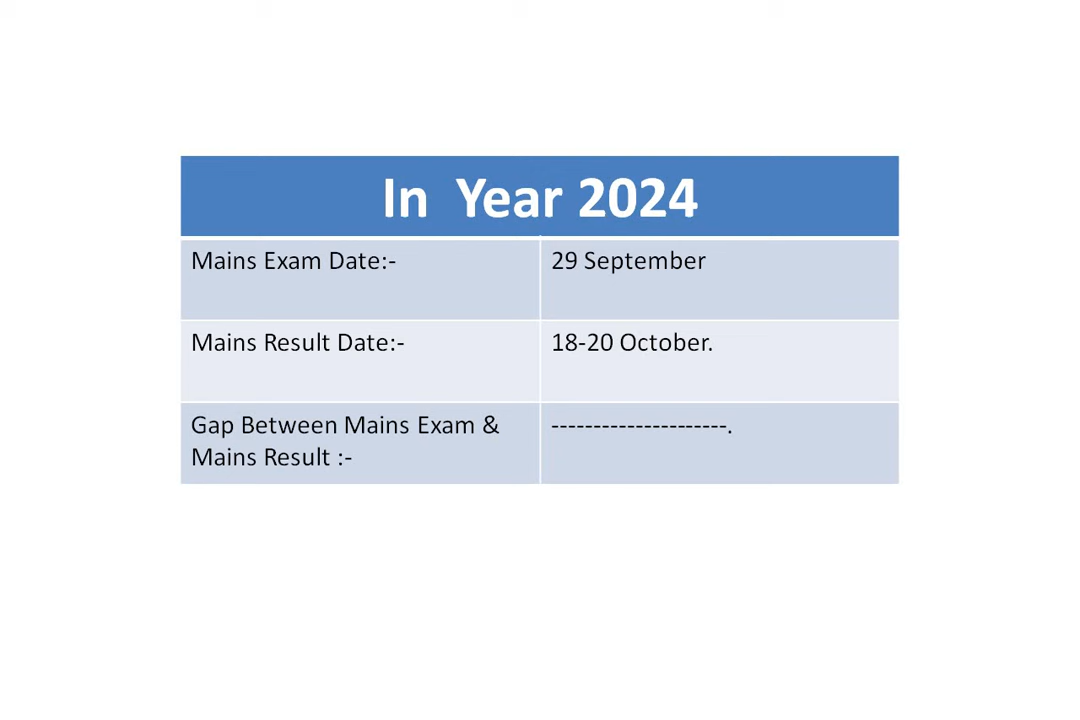 In  Year 2024
Mains Exam Date:-
29 September
Mains Result Date:-
18-20 October.
Gap Between Mains Exam &
Mains Result :-
---------------------.